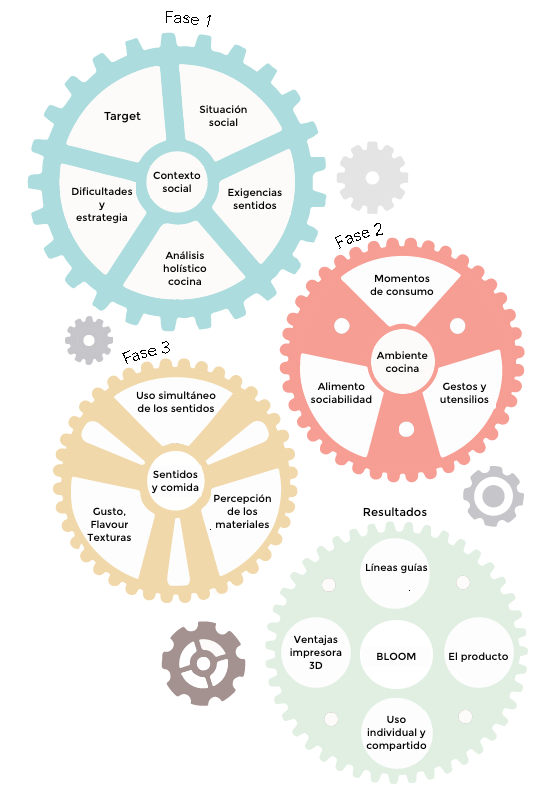 Fase 1
Target
Situación
social
Contexto
social
Dificultades
y
estrategia
Exigencias
sentidos
Análisis
holístico
cocina
Fase 2
Momentos
de consumo
Ambiente
cocina
Alimento
sociabilidad
Gestos y
utensilios
Fase 3
Uso simultáneo
de los sentidos
Sentidos
y comida
Gusto,
Flavour
Texturas
Percepción
de los
materiales
Resultados
Líneas guías
Ventajas
impresora
3D
BLOOM
El producto
Uso
individual y
compartido